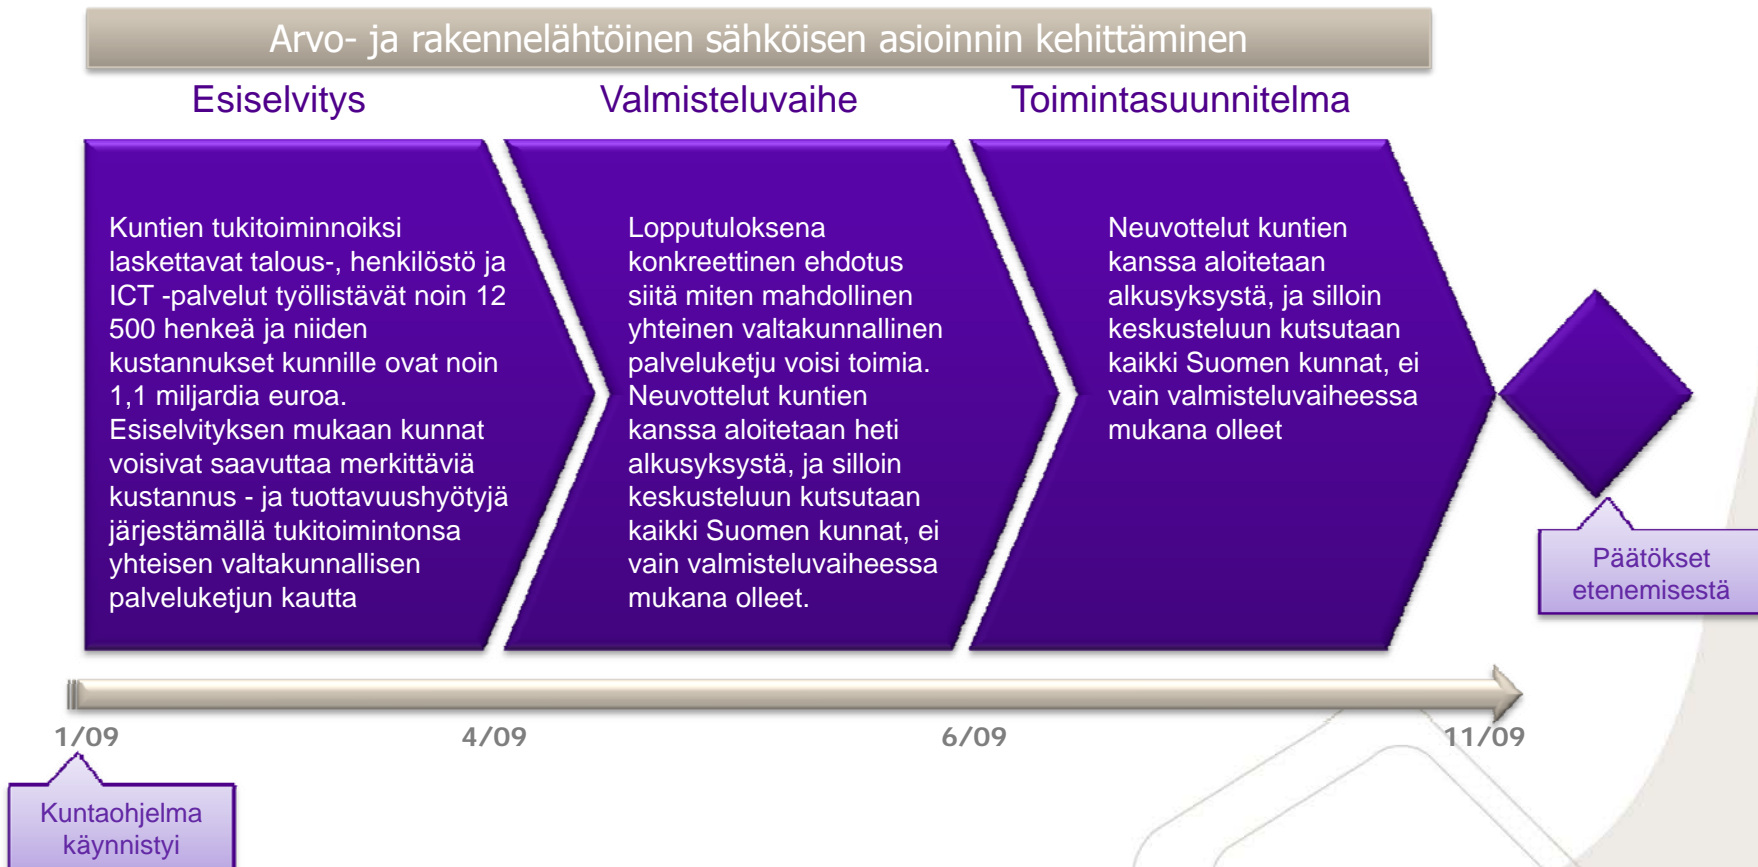 Arvo- ja rakennelähtöinen sähköisen asioinnin kehittäminen
Esiselvitys
Valmisteluvaihe
Toimintasuunnitelma
Kuntien tukitoiminnoiksi
laskettavat talous-, henkilöstö ja
ICT -palvelut työllistävät noin 12
500 henkeä ja niiden
kustannukset kunnille ovat noin
1,1 miljardia euroa.
Esiselvityksen mukaan kunnat
voisivat saavuttaa merkittäviä
kustannus - ja tuottavuushyötyjä
järjestämällä tukitoimintonsa
yhteisen valtakunnallisen
palveluketjun kautta
Lopputuloksena
konkreettinen ehdotus
siitä miten mahdollinen
yhteinen valtakunnallinen
palveluketju voisi toimia.
Neuvottelut kuntien
kanssa aloitetaan heti
alkusyksystä, ja silloin
keskusteluun kutsutaan
kaikki Suomen kunnat, ei
vain valmisteluvaiheessa
mukana olleet.
Neuvottelut kuntien
kanssa aloitetaan
alkusyksystä, ja silloin
keskusteluun kutsutaan
kaikki Suomen kunnat, ei
vain valmisteluvaiheessa
mukana olleet
Päätökset
etenemisestä
1/09
4/09
6/09
11/09
Kuntaohjelma
käynnistyi